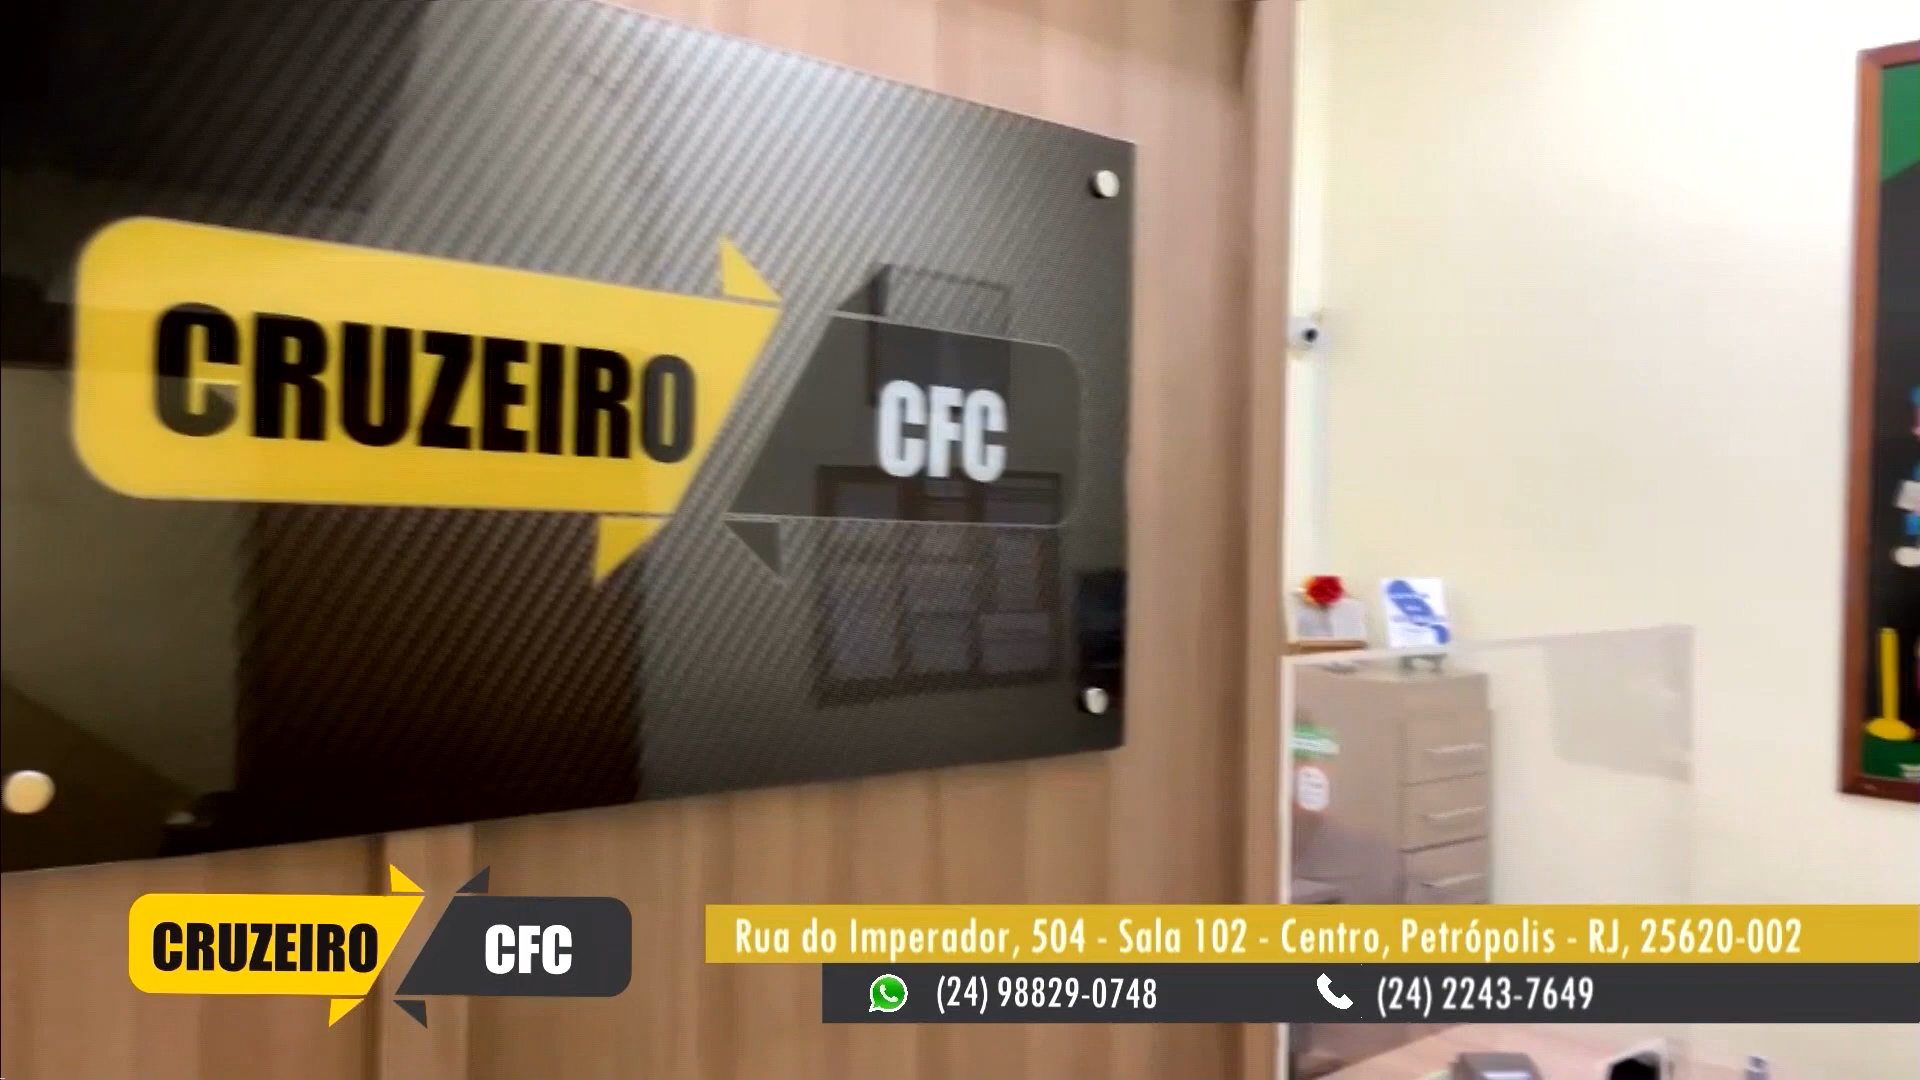 CRUZEIRO
CFC
CRUZEIRO
CFC
Rua do Imperador, 504 - Sala 102 - Centro, Petrópolis - RJ, 25620-002
(24) 98829-0748
(24) 2243-7649